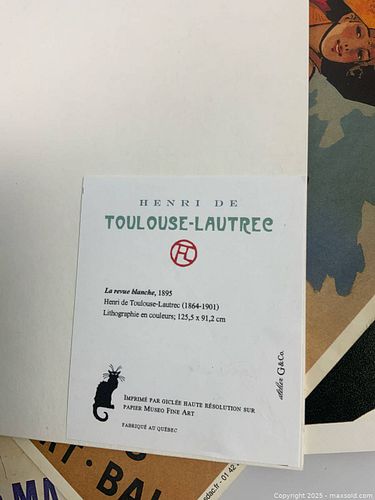 HENRI DE
TOULOUSE-LAUTREC
La revue blanche, 1895
Henri de Toulouse-Lautrec (1864-1901)
Lithographie en couleurs; 125,5 x 91,2 cm
atelier G&Co.
IMPRIMÉ PAR GICLÉE HAUTE RÉSOLUTION SUR
PAPIER MUSEO FINE ART
FABRIQUÉ AU QUÉBEC
Copyright 2025 - maxsold.com